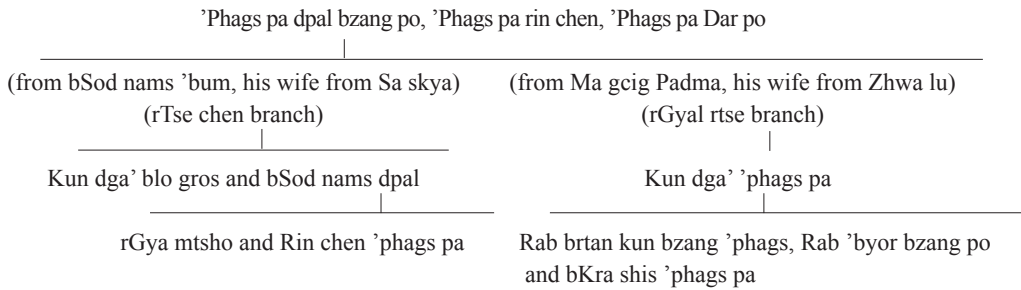 ’Phags pa dpal bzang po, ’Phags pa rin chen, ’Phags pa Dar po
(from bSod nams ’bum, his wife from Sa skya)
(rTse chen branch)
(from Ma gcig Padma, his wife from Zhwa lu)
(rGyal rtse branch)
Kun dga’ blo gros and bSod nams dpal
Kun dga’ ’phags pa
rGya mtsho and Rin chen ’phags pa
Rab brtan kun bzang ’phags, Rab ’byor bzang po
and bKra shis ’phags pa